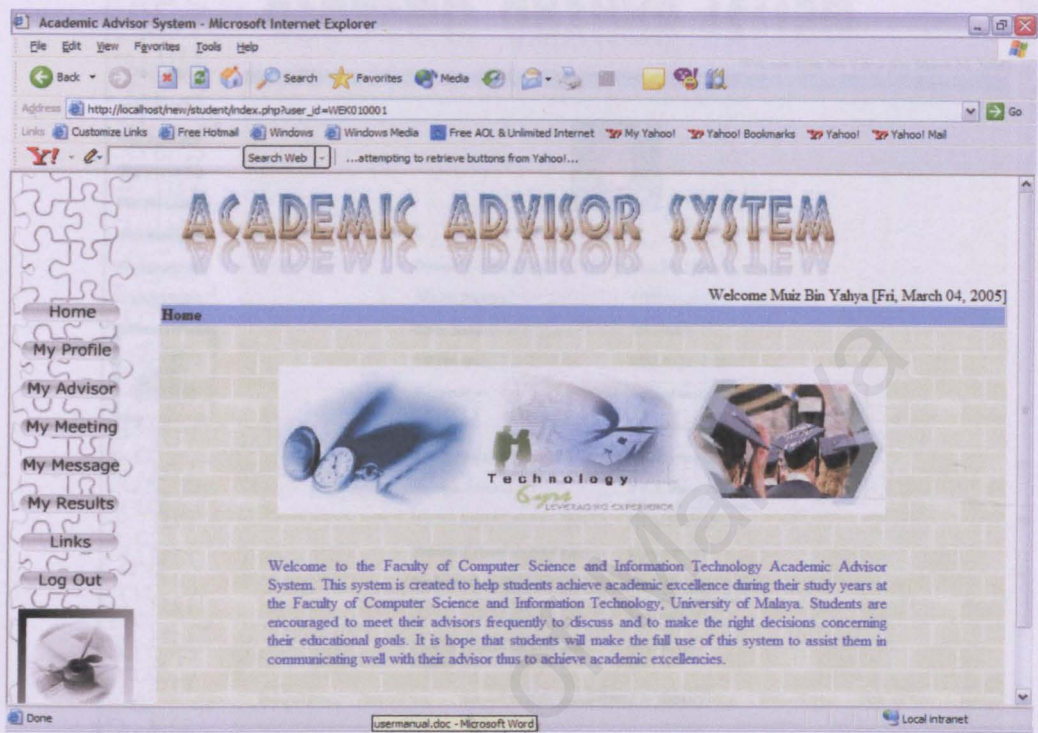 Academic Advisor System - Microsoft Internet Explorer
File Edit View Favorites Tools Help
Back Search Favorites Media
Address http://localhost/new/student/index.php?user_id=WEK010001 Go
Links Customize Links Free Hotmail Windows Windows Media Free AOL & Unlimited Internet My Yahoo! Yahoo! Bookmarks Yahoo! Yahoo! Mail
Y! Search Web ...attempting to retrieve buttons from Yahoo!...
ACADEMIC ADVISOR SYSTEM
Welcome Muiz Bin Yahya [Fri, March 04, 2005]
Home
My Profile
My Advisor
My Meeting
My Message
My Results
Links
Log Out
Home
Technology
6yrs
LEVERAGING EXPERIENCE
Welcome to the Faculty of Computer Science and Information Technology Academic Advisor
System. This system is created to help students achieve academic excellence during their study years at
the Faculty of Computer Science and Information Technology, University of Malaya. Students are
encouraged to meet their advisors frequently to discuss and to make the right decisions concerning
their educational goals. It is hope that students will make the full use of this system to assist them in
communicating well with their advisor thus to achieve academic excellencies.
Done
usermanual.doc - Microsoft Word
Local intranet
of Malaya